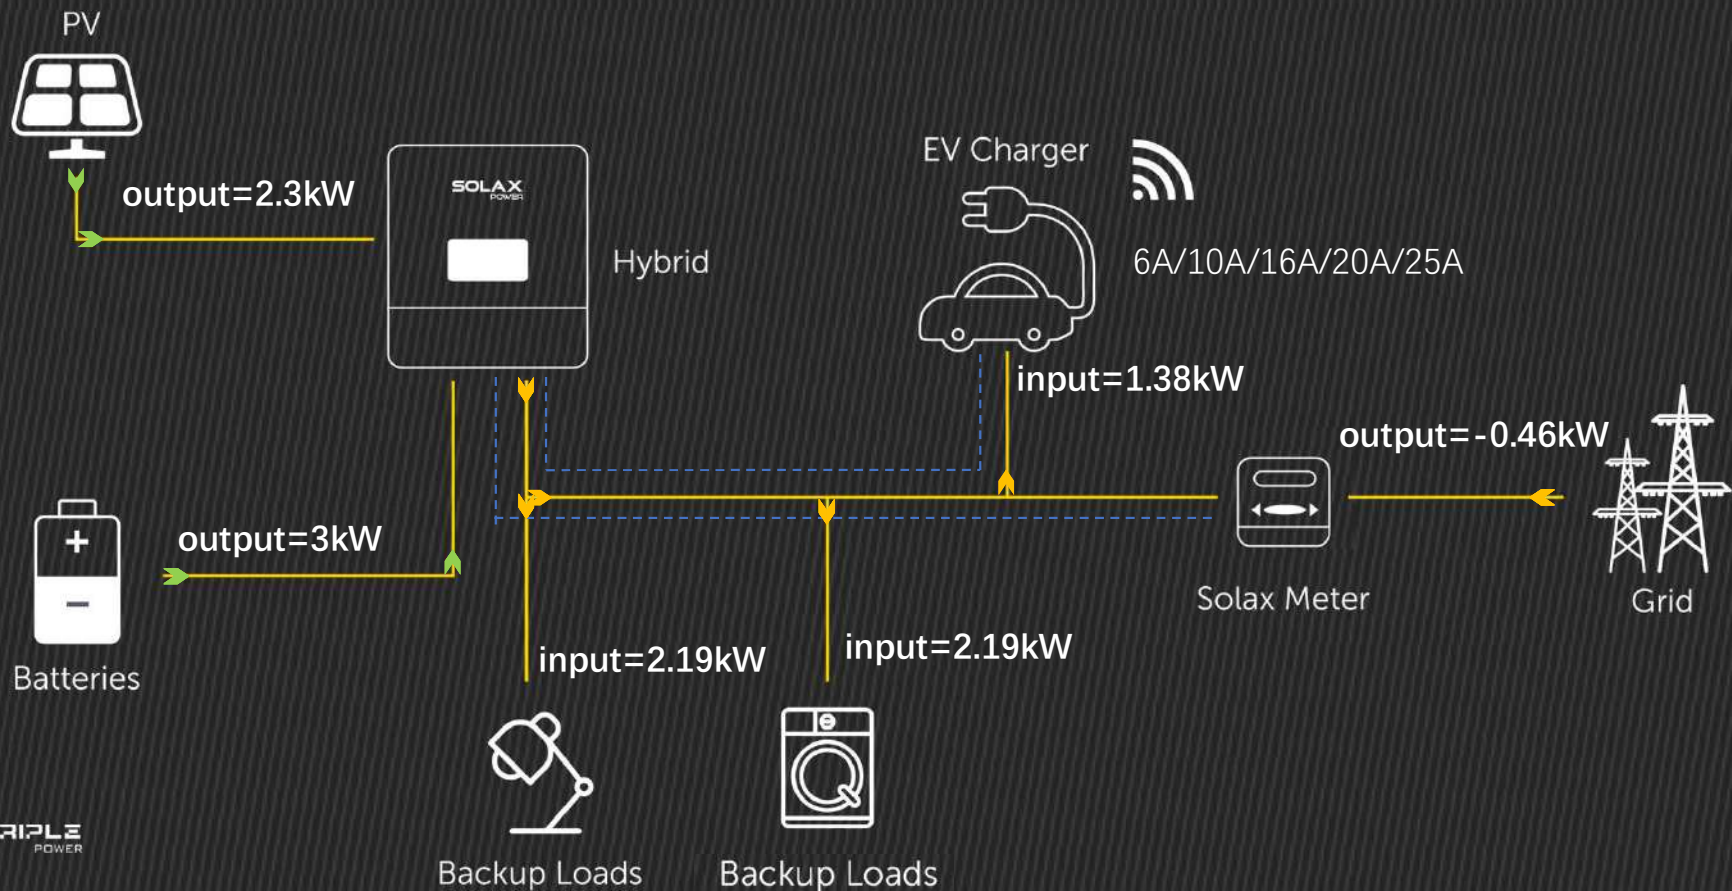 PV
output=2.3kW
SOLAX
POWER
Hybrid
EV Charger
6A/10A/16A/20A/25A
input=1.38kW
output=-0.46kW
output=3kW
Solax Meter
Grid
Batteries
input=2.19kW
input=2.19kW
RIPLE
POWER
Backup Loads
Backup Loads